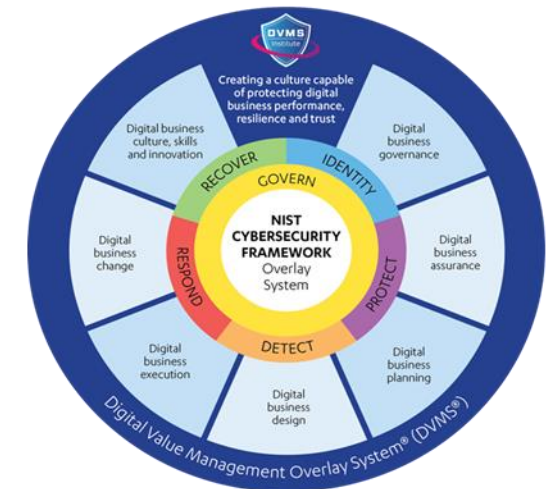 DVMS
Institute
Creating a culture capable
of protecting digital
business performance,
resilience and trust
Digital
business
governance
Digital
business
assurance
Digital
business
planning
Digital
business
design
Digital
business
execution
Digital
business
change
Digital business
culture, skills
and innovation
IDENTITY
PROTECT
DETECT
RESPOND
RECOVER
GOVERN
NIST
CYBERSECURITY
FRAMEWORK
Overlay
System
Digital Value Management Overlay System® (DVMS®)